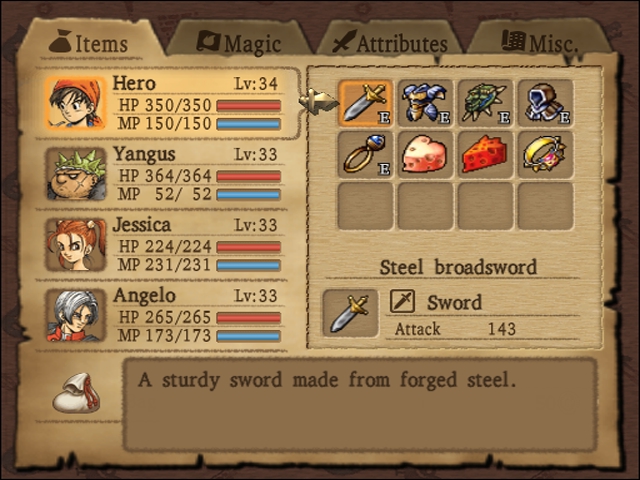 Items Magic Attributes Misc.
Hero Lv:34
HP 350/350
MP 150/150
Yangus Lv:33
HP 364/364
MP 52/ 52
Jessica Lv:33
HP 224/224
MP 231/231
Angelo Lv:33
HP 265/265
MP 173/173
E E E E
E
Steel broadsword
Sword
Attack 143
A sturdy sword made from forged steel.